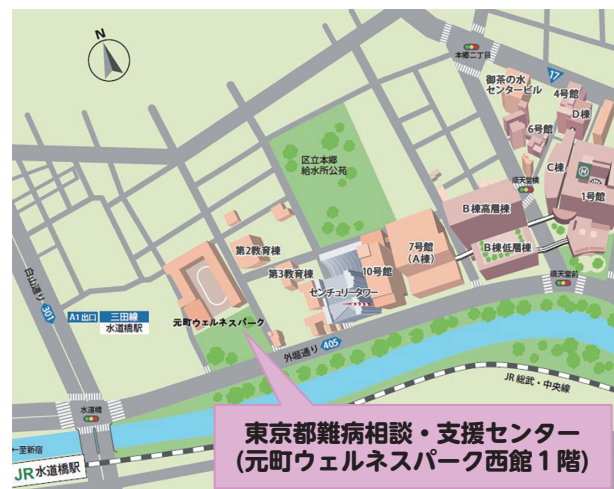 N
本郷二丁目
17
御茶の水
センタービル
4号館
D棟
6号館
C棟
H
1号館
区立本郷
給水所公苑
順天堂横
B棟高層棟
B棟低層棟
7号館
(A棟)
第2教育棟
第3教育棟
10号館
センチュリータワー
順天堂前
白山通り
301
A1出口
三田線
水道橋駅
元町ウェルネスパーク
外堀通り
405
JR総武・中央線
水道橋
←至新宿
JR水道橋駅
東京都難病相談・支援センター
(元町ウェルネスパーク西館1階)